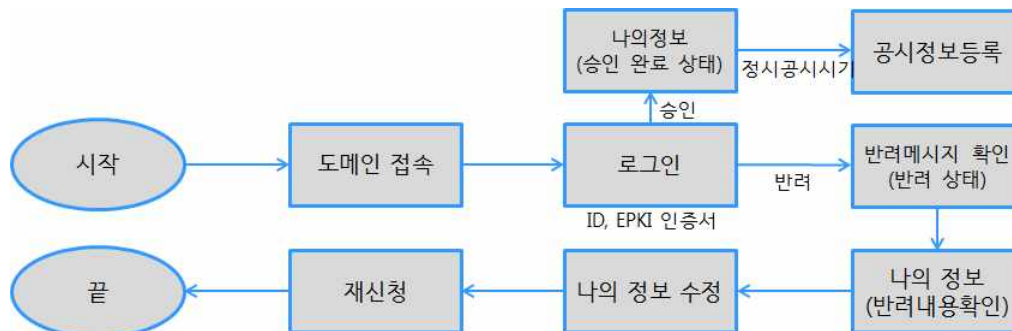 나의정보
(승인 완료 상태)
정시공시시기
공시정보등록
승인
시작
도메인 접속
로그인
반려
반려메시지 확인
(반려 상태)
ID, EPKI 인증서
끝
재신청
나의 정보 수정
나의 정보
(반려내용확인)